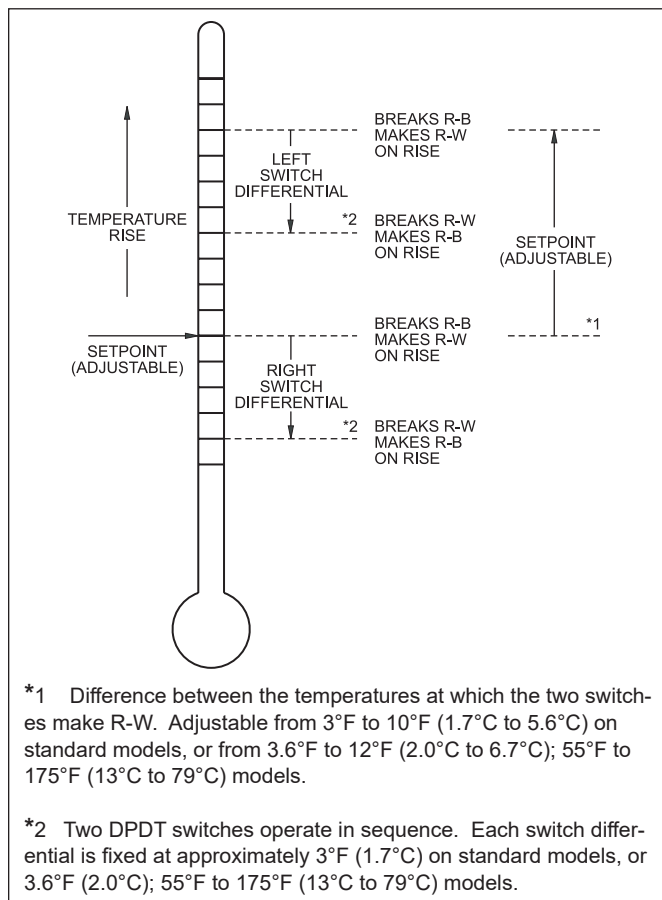 BREAKS R-B
MAKES R-W
ON RISE
LEFT
SWITCH
DIFFERENTIAL
TEMPERATURE
RISE
*2 BREAKS R-W
MAKES R-B
ON RISE
SETPOINT
(ADJUSTABLE)
BREAKS R-B
MAKES R-W
ON RISE
*1
SETPOINT
(ADJUSTABLE)
RIGHT
SWITCH
DIFFERENTIAL
*2 BREAKS R-W
MAKES R-B
ON RISE
*1 Difference between the temperatures at which the two switch-
es make R-W. Adjustable from 3°F to 10°F (1.7°C to 5.6°C) on
standard models, or from 3.6°F to 12°F (2.0°C to 6.7°C); 55°F to
175°F (13°C to 79°C) models.
*2 Two DPDT switches operate in sequence. Each switch differ-
ential is fixed at approximately 3°F (1.7°C) on standard models, or
3.6°F (2.0°C); 55°F to 175°F (13°C to 79°C) models.